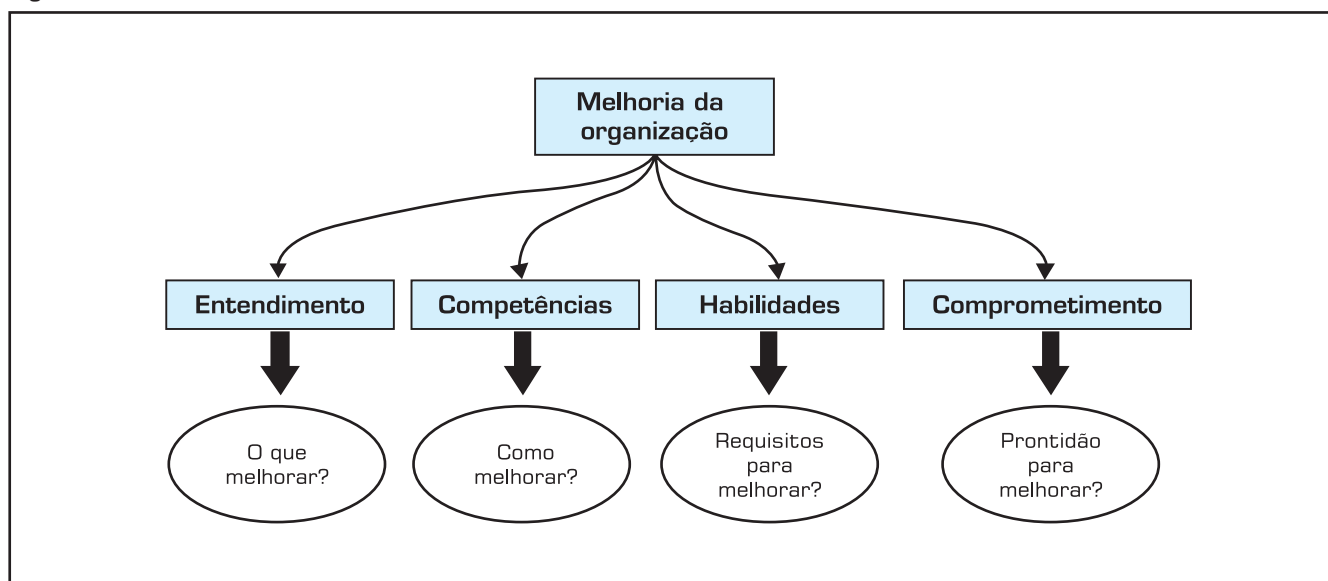 Melhoria da
organização
Entendimento
Competências
Habilidades
Comprometimento
O que
melhorar?
Como
melhorar?
Requisitos
para
melhorar?
Prontidão
para
melhorar?